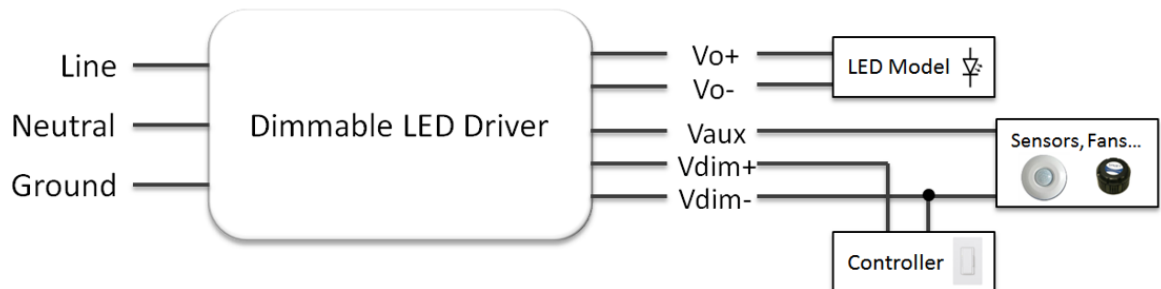 Line
Neutral
Ground
Dimmable LED Driver
Vo+
Vo-
Vaux
Vdim+
Vdim-
LED Model
Sensors, Fans...
Controller